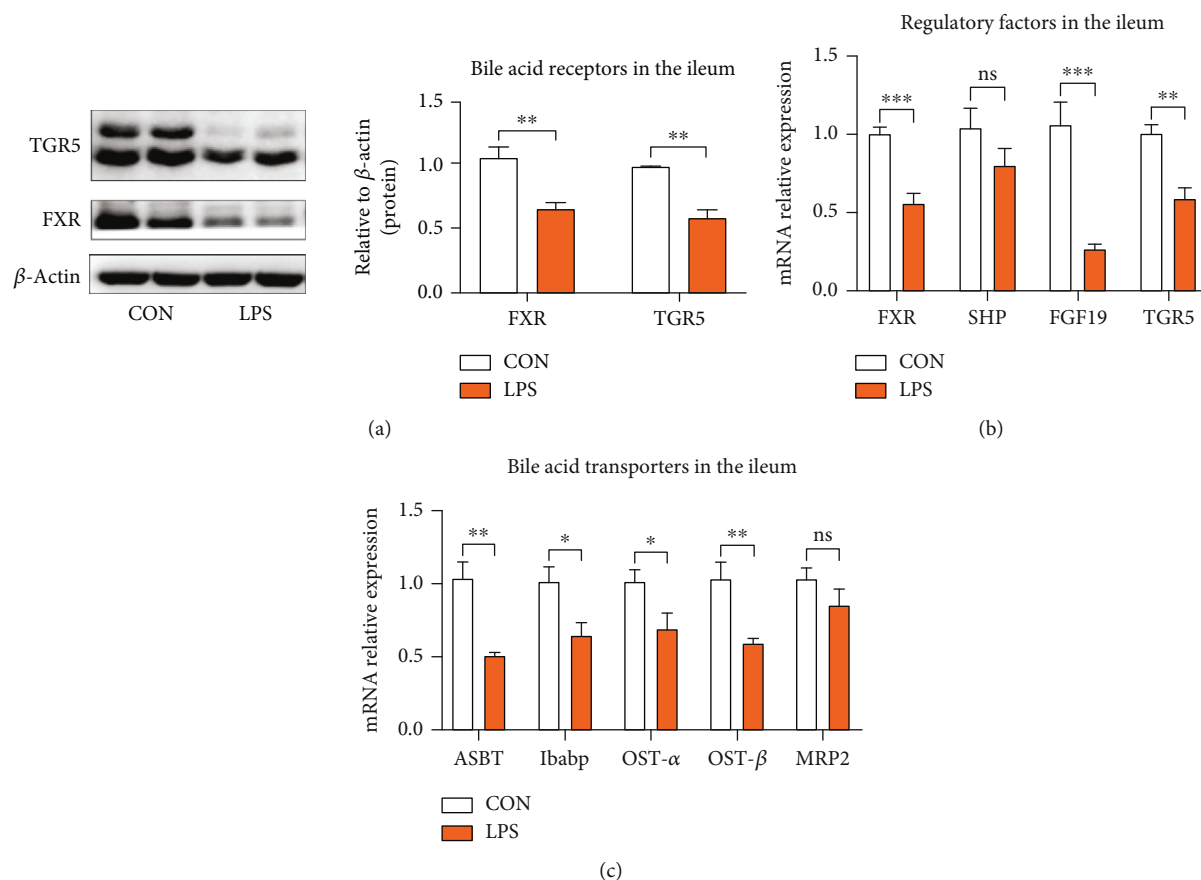 TGR5
FXR
β-Actin
CON LPS
Bile acid receptors in the ileum
Relative to β-actin
(protein)
1.5
1.0
0.5
0.0
** **
FXR TGR5
CON
LPS
(a)
Regulatory factors in the ileum
mRNA relative expression
1.5
1.0
0.5
0.0
*** ns *** **
FXR SHP FGF19 TGR5
CON
LPS
(b)
Bile acid transporters in the ileum
mRNA relative expression
1.5
1.0
0.5
0.0
** * * ** ns
ASBT Ibabp OST-α OST-β MRP2
CON
LPS
(c)